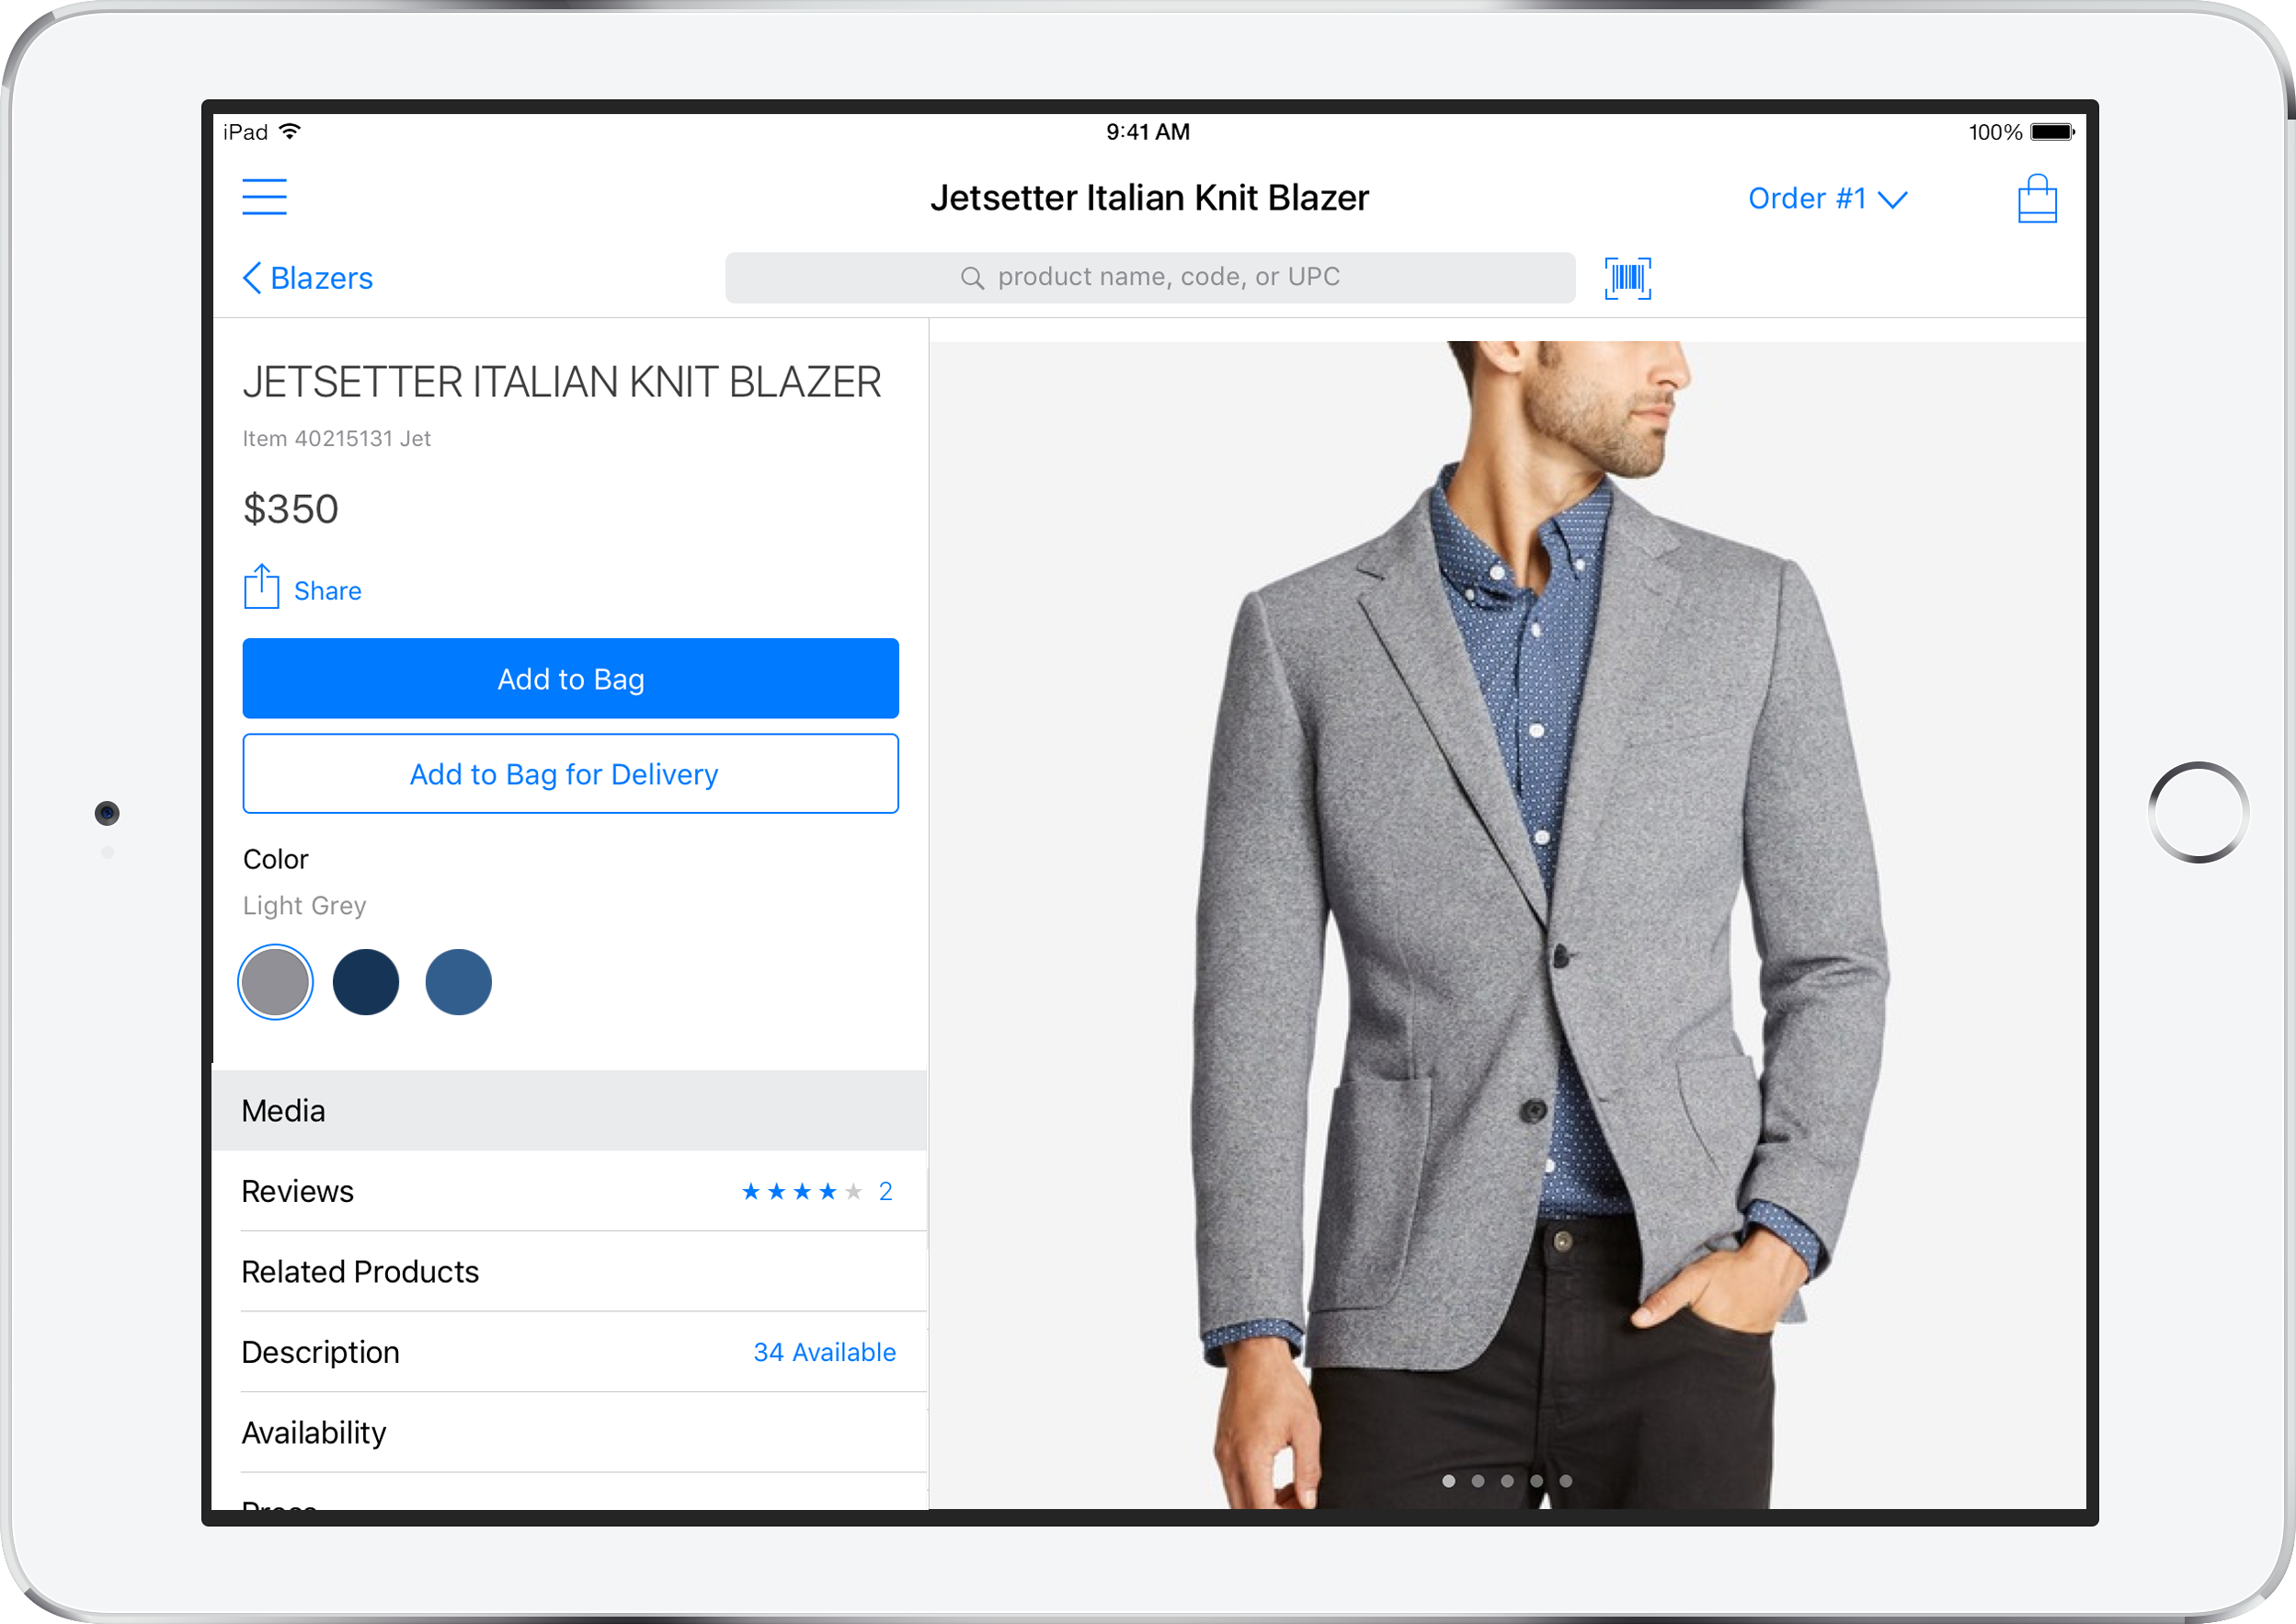 iPad
9:41 AM
100%
Jetsetter Italian Knit Blazer
Order #1
Blazers
product name, code, or UPC
JETSETTER ITALIAN KNIT BLAZER
Item 40215131 Jet
$350
Share
Add to Bag
Add to Bag for Delivery
Color
Light Grey
Media
Reviews 2
Related Products
Description 34 Available
Availability